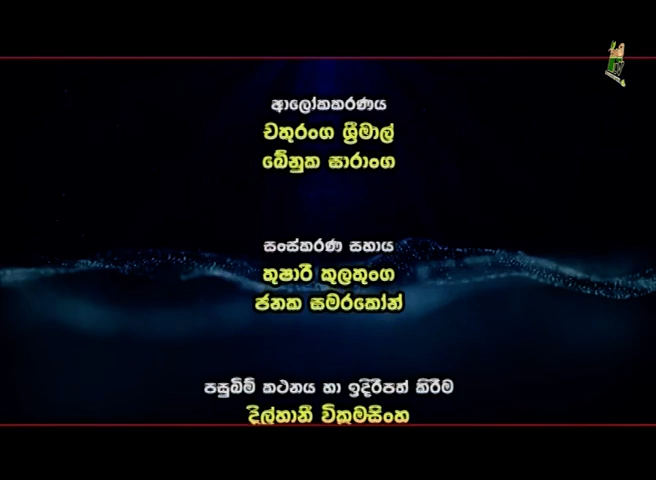 ආලෝකකරණය
චතුරංග ශ්‍රීමාල්
ඛේනුක සාරංග
සංස්කරණ සහාය
තුෂාරී කුලතුංග
ජනක සමරකෝන්
පසුබිම් කථනය හා ඉදිරිපත් කිරීම
දිල්හානී වික්‍රමසිංහ